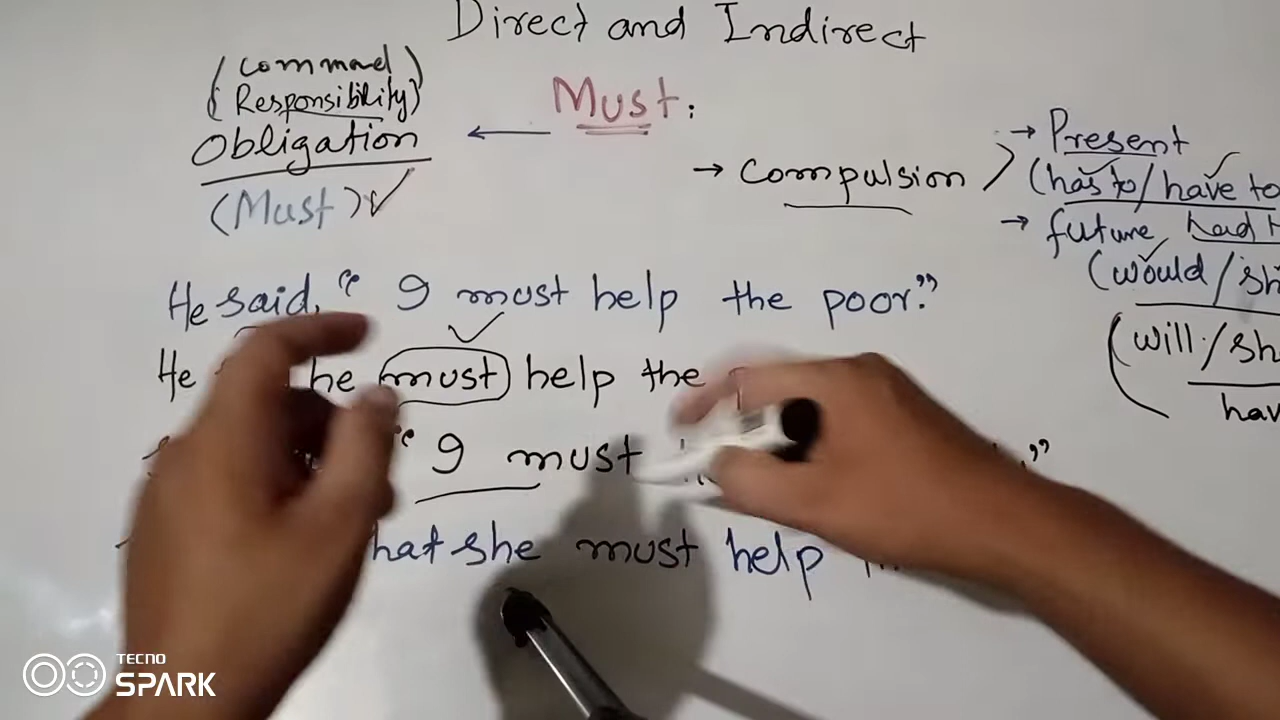 Direct and Indirect
(Command)
(Responsibility)
Obligation
(Must) ✓
← Must:
→ Compulsion
→ Present
(has to/have to
→ future, had
(would/sh
(will/sh
hav
He said, “ I must help the poor.”
He he must help the
“ I must ”
hat she must help
TECNO
SPARK